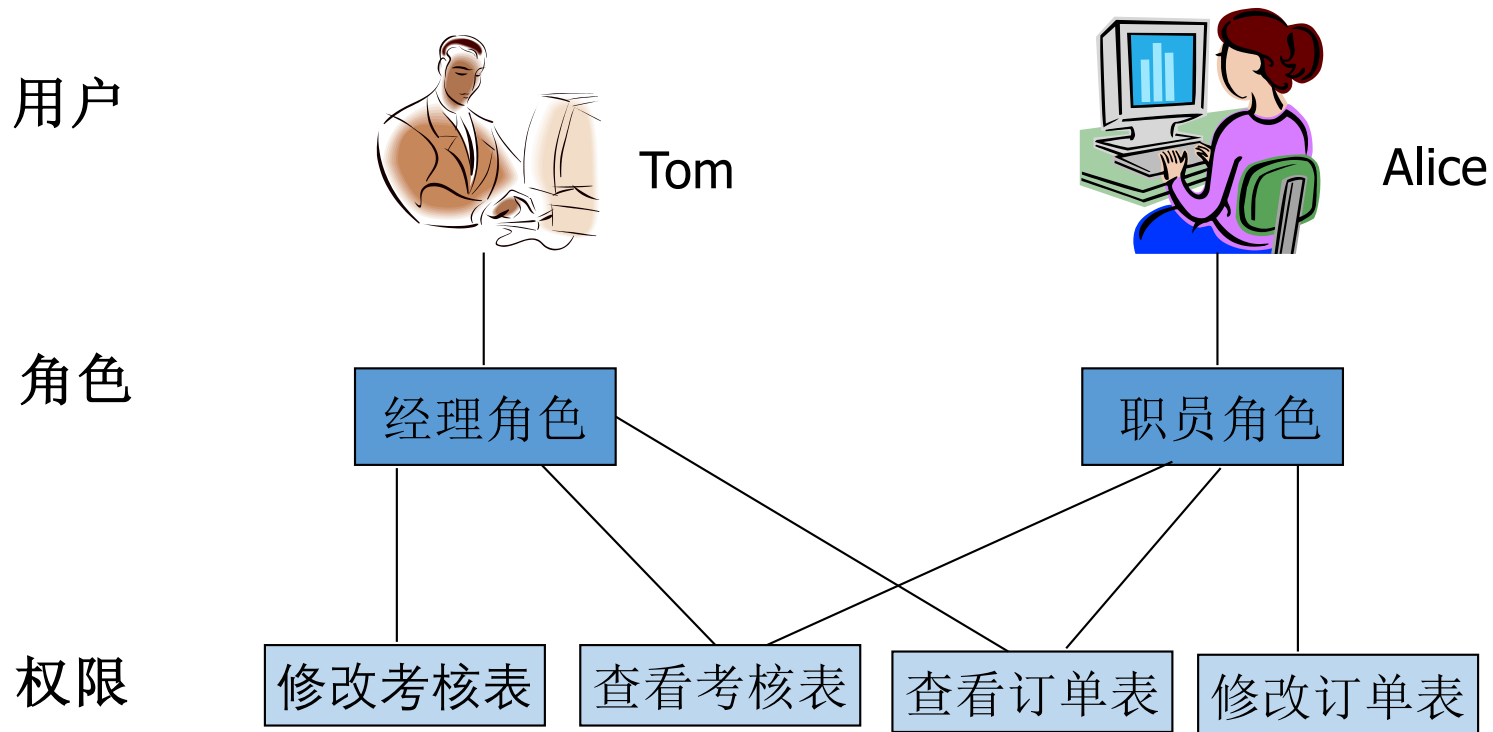 用户
Tom
Alice
角色
经理角色
职员角色
权限
修改考核表
查看考核表
查看订单表
修改订单表